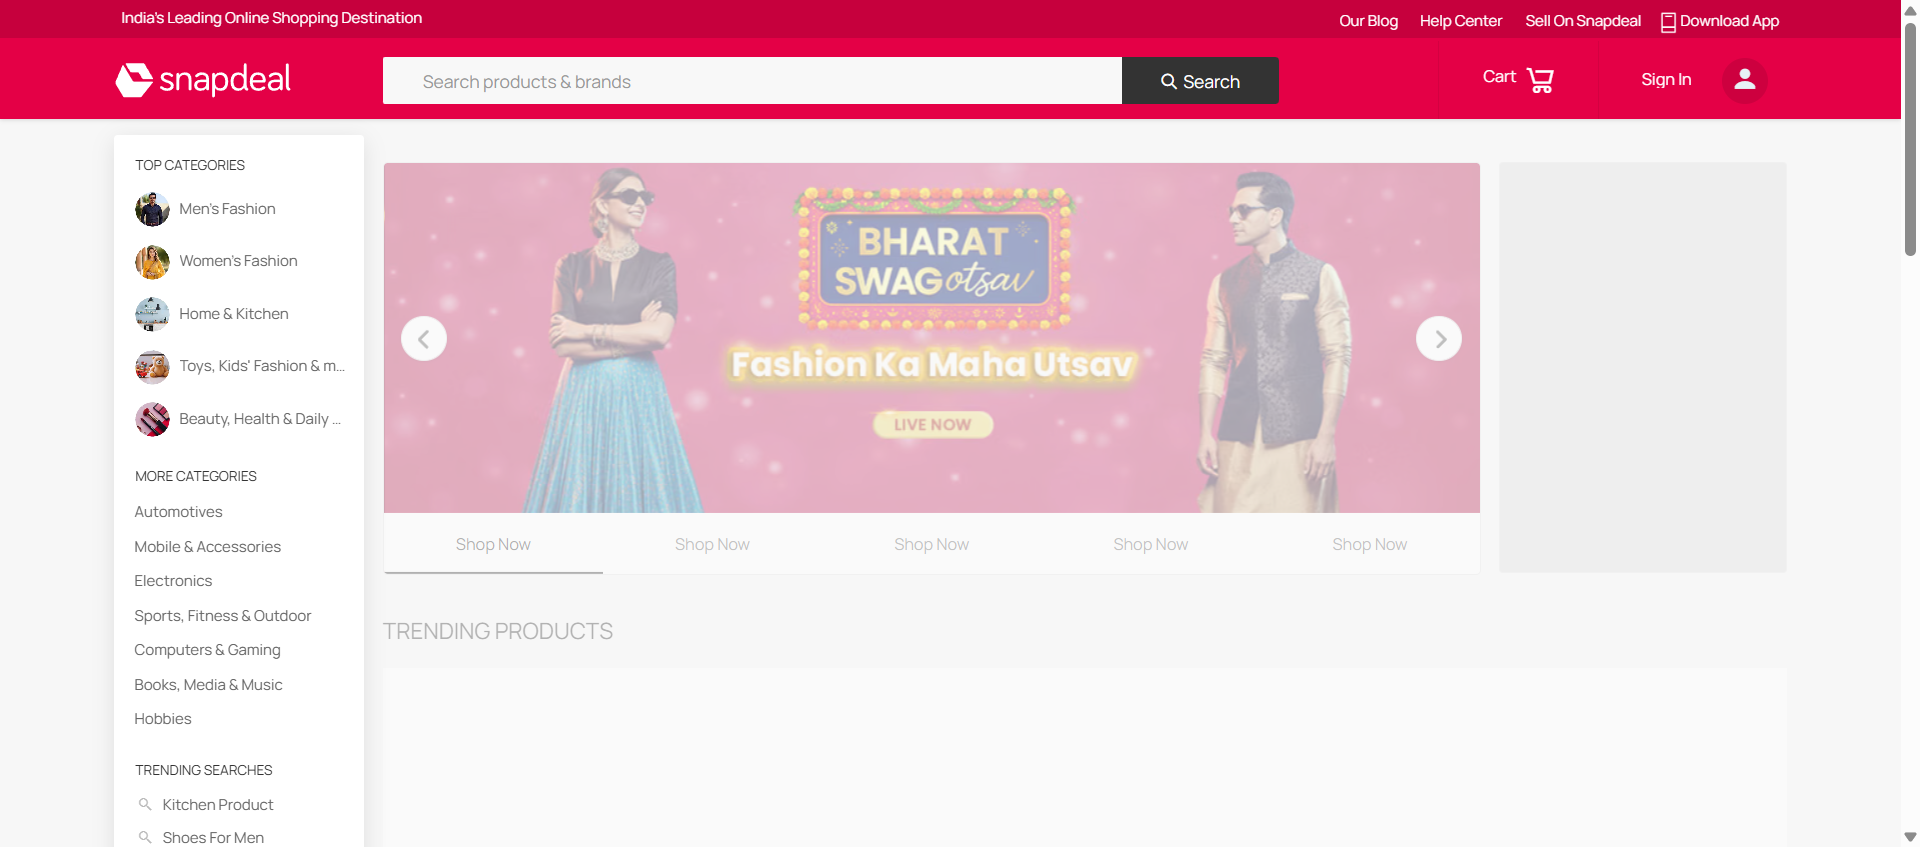 India's Leading Online Shopping Destination
Our Blog
Help Center
Sell On Snapdeal
Download App
snapdeal
Search products & brands
Search
Cart
Sign In
TOP CATEGORIES
Men's Fashion
Women's Fashion
Home & Kitchen
Toys, Kids' Fashion & m...
Beauty, Health & Daily ...
MORE CATEGORIES
Automotives
Mobile & Accessories
Electronics
Sports, Fitness & Outdoor
Computers & Gaming
Books, Media & Music
Hobbies
TRENDING SEARCHES
Kitchen Product
Shoes For Men
BHARAT
SWAGotsav
Fashion Ka Maha Utsav
LIVE NOW
Shop Now
Shop Now
Shop Now
Shop Now
Shop Now
TRENDING PRODUCTS